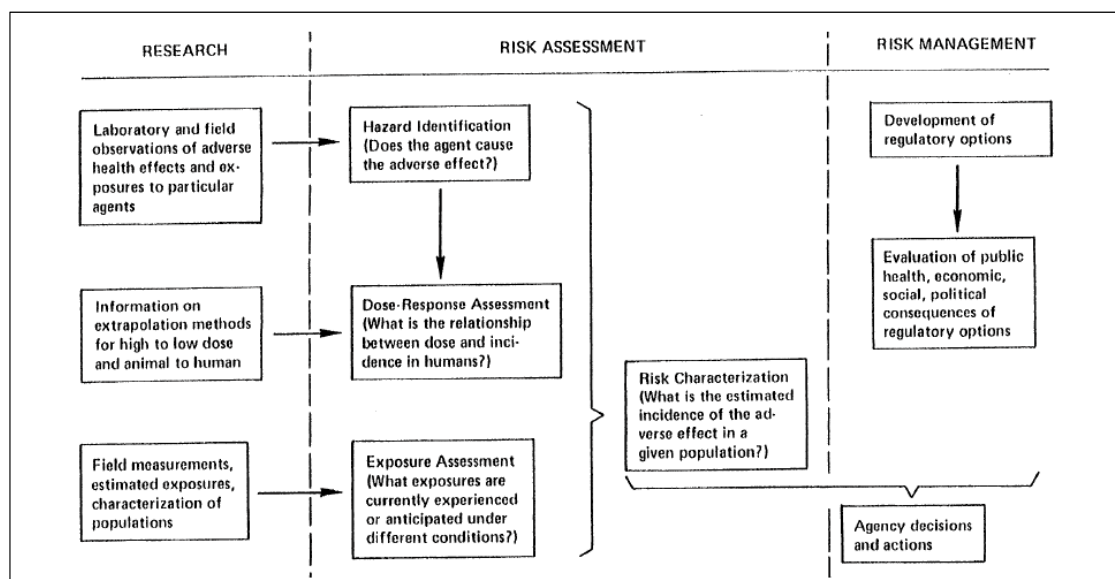 RESEARCH
RISK ASSESSMENT
RISK MANAGEMENT
Laboratory and field
observations of adverse
health effects and ex-
posures to particular
agents
Hazard Identification
(Does the agent cause
the adverse effect?)
Development of
regulatory options
Information on
extrapolation methods
for high to low dose
and animal to human
Dose-Response Assessment
(What is the relationship
between dose and inci-
dence in humans?)
Evaluation of public
health, economic,
social, political
consequences of
regulatory options
Risk Characterization
(What is the estimated
incidence of the ad-
verse effect in a
given population?)
Field measurements,
estimated exposures,
characterization of
populations
Exposure Assessment
(What exposures are
currently experienced
or anticipated under
different conditions?)
Agency decisions
and actions